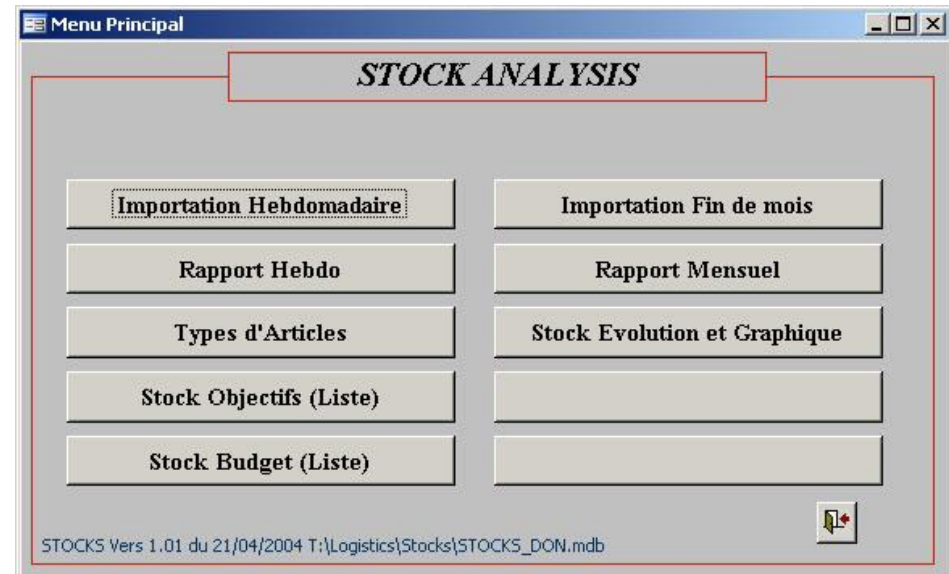 Menu Principal
STOCK ANALYSIS
Importation Hebdomadaire
Importation Fin de mois
Rapport Hebdo
Rapport Mensuel
Types d'Articles
Stock Evolution et Graphique
Stock Objectifs (Liste)
Stock Budget (Liste)
STOCKS Vers 1.01 du 21/04/2004 T:\Logistics\Stocks\STOCKS_DON.mdb